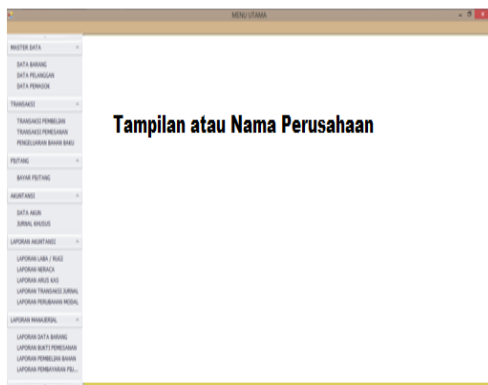 MENU UTAMA
MASTER DATA
DATA BARANG
DATA PELANGGAN
DATA PEMASOK
TRANSAKSI
TRANSAKSI PEMBELIAN
TRANSAKSI PEMESANAN
PENGELUARAN BAHAN BAKU
PIUTANG
BAYAR PIUTANG
AKUNTANSI
DATA AKUN
JURNAL KHUSUS
LAPORAN AKUNTANSI
LAPORAN LABA / RUGI
LAPORAN NERACA
LAPORAN ARUS KAS
LAPORAN TRANSAKSI JURNAL
LAPORAN PERUBAHAN MODAL
LAPORAN MANAJERIAL
LAPORAN DATA BARANG
LAPORAN BUKTI PEMESANAN
LAPORAN PEMBELIAN BAHAN
LAPORAN PEMBAYARAN PIU...
Tampilan atau Nama Perusahaan